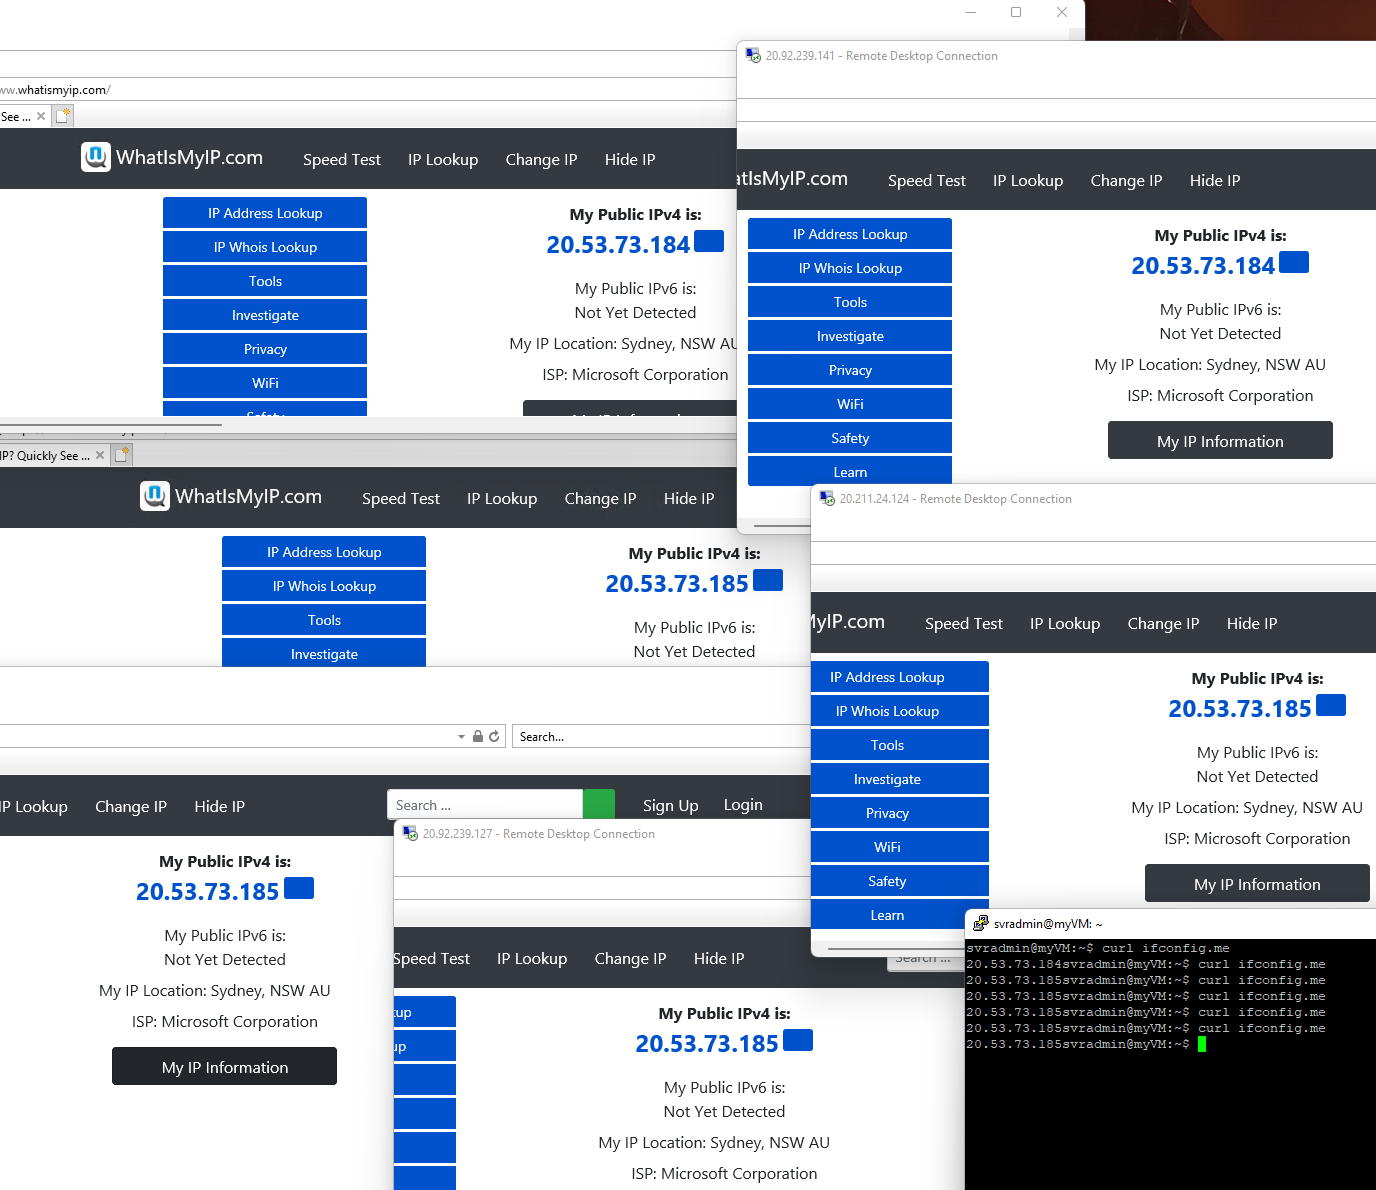 ww.whatismyip.com/
See ...
WhatIsMyIP.com
Speed Test
IP Lookup
Change IP
Hide IP
IP Address Lookup
IP Whois Lookup
Tools
Investigate
Privacy
WiFi
Safety
My Public IPv4 is:
20.53.73.184
My Public IPv6 is:
Not Yet Detected
My IP Location: Sydney, NSW AU
ISP: Microsoft Corporation
20.92.239.141 - Remote Desktop Connection
atIsMyIP.com
Speed Test
IP Lookup
Change IP
Hide IP
IP Address Lookup
IP Whois Lookup
Tools
Investigate
Privacy
WiFi
Safety
Learn
My Public IPv4 is:
20.53.73.184
My Public IPv6 is:
Not Yet Detected
My IP Location: Sydney, NSW AU
ISP: Microsoft Corporation
My IP Information
IP? Quickly See ...
WhatIsMyIP.com
Speed Test
IP Lookup
Change IP
Hide IP
IP Address Lookup
IP Whois Lookup
Tools
Investigate
My Public IPv4 is:
20.53.73.185
My Public IPv6 is:
Not Yet Detected
20.211.24.124 - Remote Desktop Connection
MyIP.com
Speed Test
IP Lookup
Change IP
Hide IP
IP Address Lookup
IP Whois Lookup
Tools
Investigate
Privacy
WiFi
Safety
Learn
My Public IPv4 is:
20.53.73.185
My Public IPv6 is:
Not Yet Detected
My IP Location: Sydney, NSW AU
ISP: Microsoft Corporation
My IP Information
Search...
IP Lookup
Change IP
Hide IP
Search ...
Sign Up
Login
My Public IPv4 is:
20.53.73.185
My Public IPv6 is:
Not Yet Detected
My IP Location: Sydney, NSW AU
ISP: Microsoft Corporation
My IP Information
20.92.239.127 - Remote Desktop Connection
Speed Test
IP Lookup
Change IP
Hide IP
Search ...
kup
up
My Public IPv4 is:
20.53.73.185
My Public IPv6 is:
Not Yet Detected
My IP Location: Sydney, NSW AU
ISP: Microsoft Corporation
svradmin@myVM: ~
svradmin@myVM:~$ curl ifconfig.me
20.53.73.184svradmin@myVM:~$ curl ifconfig.me
20.53.73.185svradmin@myVM:~$ curl ifconfig.me
20.53.73.185svradmin@myVM:~$ curl ifconfig.me
20.53.73.185svradmin@myVM:~$ curl ifconfig.me
20.53.73.185svradmin@myVM:~$ curl ifconfig.me
20.53.73.185svradmin@myVM:~$